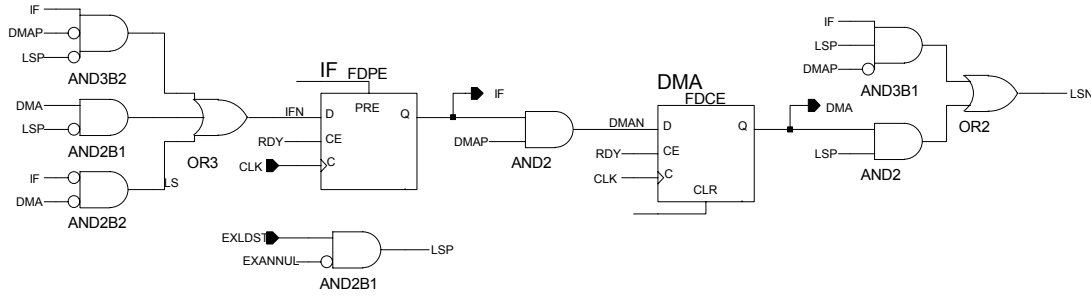 IF
DMAP
LSP
AND3B2
DMA
LSP
AND2B1
IF
DMA
AND2B2
LS
OR3
IFN
IF
FDPE
PRE
D
Q
CE
C
RDY
CLK
IF
DMAP
AND2
DMAN
DMA
FDCE
D
Q
CE
C
CLR
RDY
CLK
DMA
IF
LSP
DMAP
AND3B1
LSP
AND2
OR2
LSN
EXLDST
EXANNUL
AND2B1
LSP